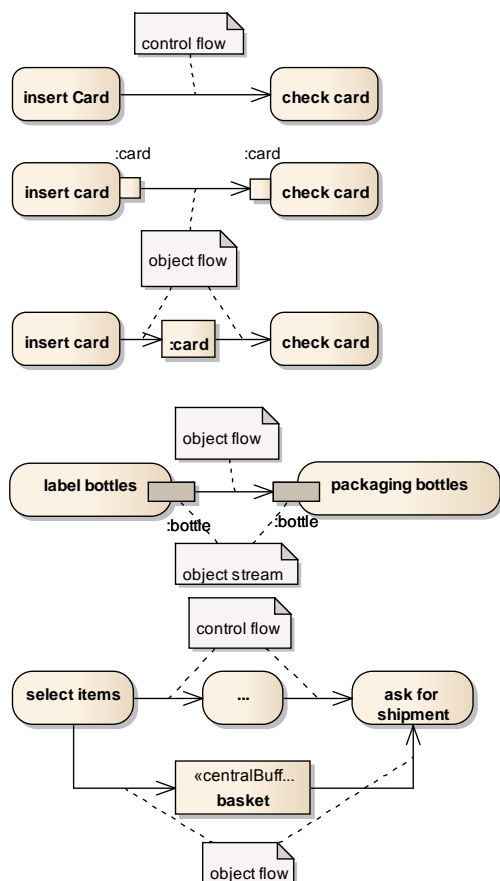 control flow
insert Card
check card
:card
:card
insert card
check card
object flow
insert card
:card
check card
object flow
label bottles
packaging bottles
:bottle
:bottle
object stream
control flow
select items
...
ask for
shipment
«centralBuff...
basket
object flow